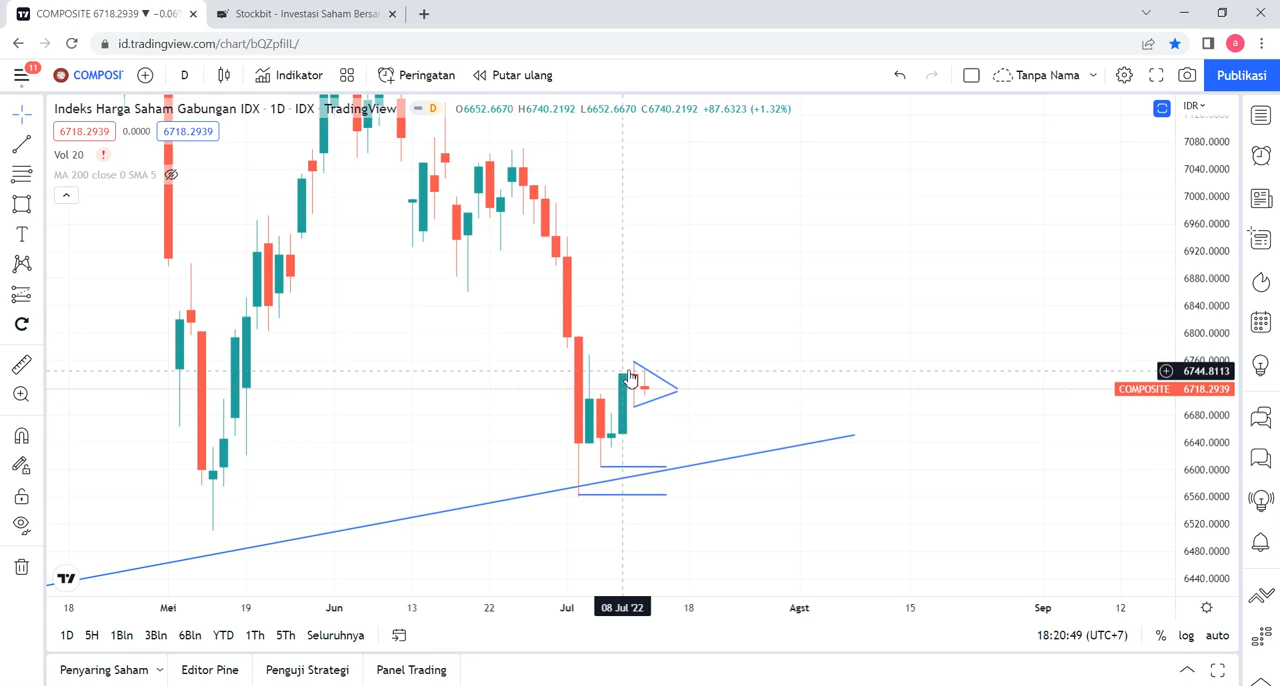 COMPOSITE 6718.2939 ▼ −0.06
Stockbit - Investasi Saham Bersa
id.tradingview.com/chart/bQZpfiIL/
a
11
COMPOSI
D
Indikator
Peringatan
Putar ulang
Tanpa Nama
Publikasi
Indeks Harga Saham Gabungan IDX · 1D · IDX · TradingView
D
O6652.6670 H6740.2192 L6652.6670 C6740.2192 +87.6323 (+1.32%)
IDR
6718.2939
0.0000
6718.2939
Vol 20
MA 200 close 0 SMA 5
7080.0000
7040.0000
7000.0000
6960.0000
6920.0000
6880.0000
6840.0000
6800.0000
6760.0000
6744.8113
COMPOSITE 6718.2939
6680.0000
6640.0000
6600.0000
6560.0000
6520.0000
6480.0000
6440.0000
18
Mei
19
Jun
13
22
Jul
08 Jul '22
18
Agst
15
Sep
12
1D
5H
1Bln
3Bln
6Bln
YTD
1Th
5Th
Seluruhnya
18:20:49 (UTC+7)
%
log
auto
Penyaring Saham
Editor Pine
Penguji Strategi
Panel Trading